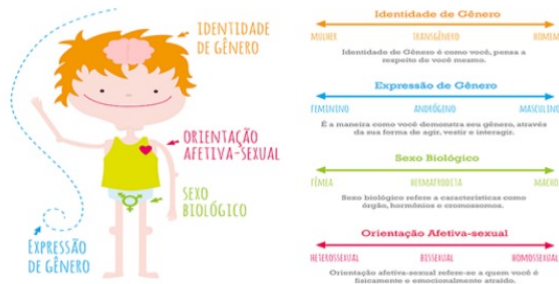 IDENTIDADE
DE GÊNERO
ORIENTAÇÃO
AFETIVA-SEXUAL
SEXO
BIOLÓGICO
EXPRESSÃO
DE GÊNERO
Identidade de Gênero
MULHER TRANSGÊNERO HOMEM
Identidade de Gênero é como você, pensa a
respeito de você mesmo.
Expressão de Gênero
FEMININO ANDRÓGENO MASCULINO
É a maneira como você demonstra seu gênero, através
da sua forma de agir, vestir e interagir.
Sexo Biológico
FÊMEA HERMAFRODITA MACHO
Sexo biológico refere a características como
órgão, hormônios e cromossomos.
Orientação Afetiva-sexual
HETEROSSEXUAL BISSEXUAL HOMOSSEXUAL
Orientação afetiva-sexual refere-se a quem você é
fisicamente e emocionalmente atraído.